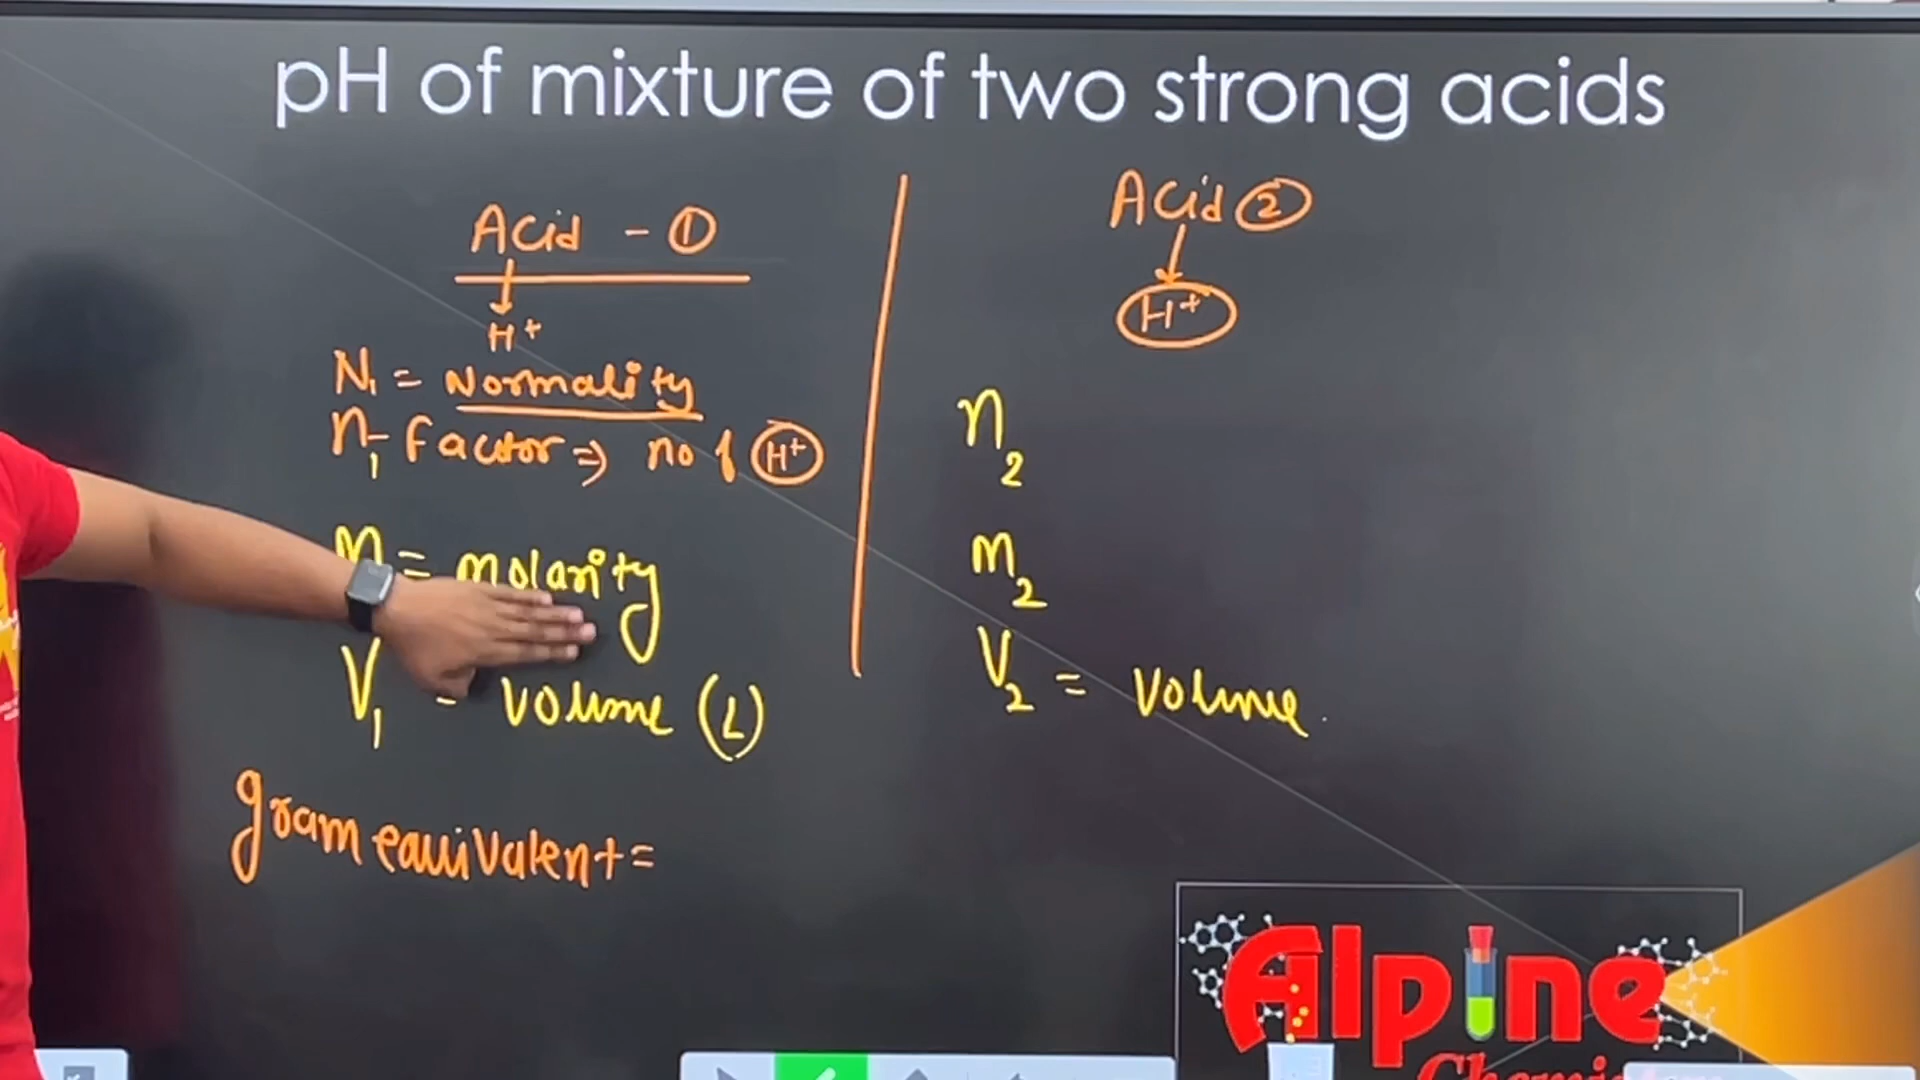 pH of mixture of two strong acids
Acid - ①
H+
N₁ = Normality
n₁-factor ⇒ no of H+
= molarity
V₁ = Volume (L)
gram equivalent =
Acid ②
H+
n₂
m₂
V₂ = Volume.
Alpine